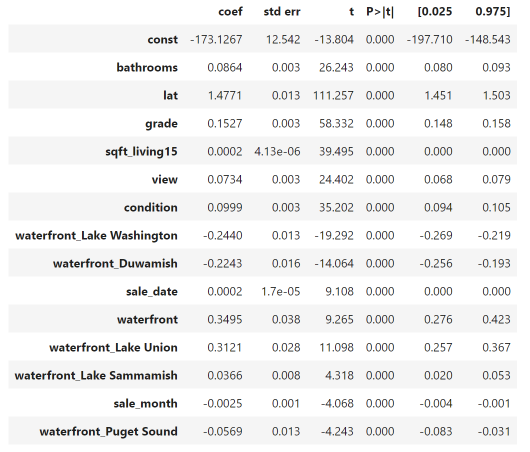 coef std err t P>|t| [0.025 0.975]
const -173.1267 12.542 -13.804 0.000 -197.710 -148.543
bathrooms 0.0864 0.003 26.243 0.000 0.080 0.093
lat 1.4771 0.013 111.257 0.000 1.451 1.503
grade 0.1527 0.003 58.332 0.000 0.148 0.158
sqft_living15 0.0002 4.13e-06 39.495 0.000 0.000 0.000
view 0.0734 0.003 24.402 0.000 0.068 0.079
condition 0.0999 0.003 35.202 0.000 0.094 0.105
waterfront_Lake Washington -0.2440 0.013 -19.292 0.000 -0.269 -0.219
waterfront_Duwamish -0.2243 0.016 -14.064 0.000 -0.256 -0.193
sale_date 0.0002 1.7e-05 9.108 0.000 0.000 0.000
waterfront 0.3495 0.038 9.265 0.000 0.276 0.423
waterfront_Lake Union 0.3121 0.028 11.098 0.000 0.257 0.367
waterfront_Lake Sammamish 0.0366 0.008 4.318 0.000 0.020 0.053
sale_month -0.0025 0.001 -4.068 0.000 -0.004 -0.001
waterfront_Puget Sound -0.0569 0.013 -4.243 0.000 -0.083 -0.031